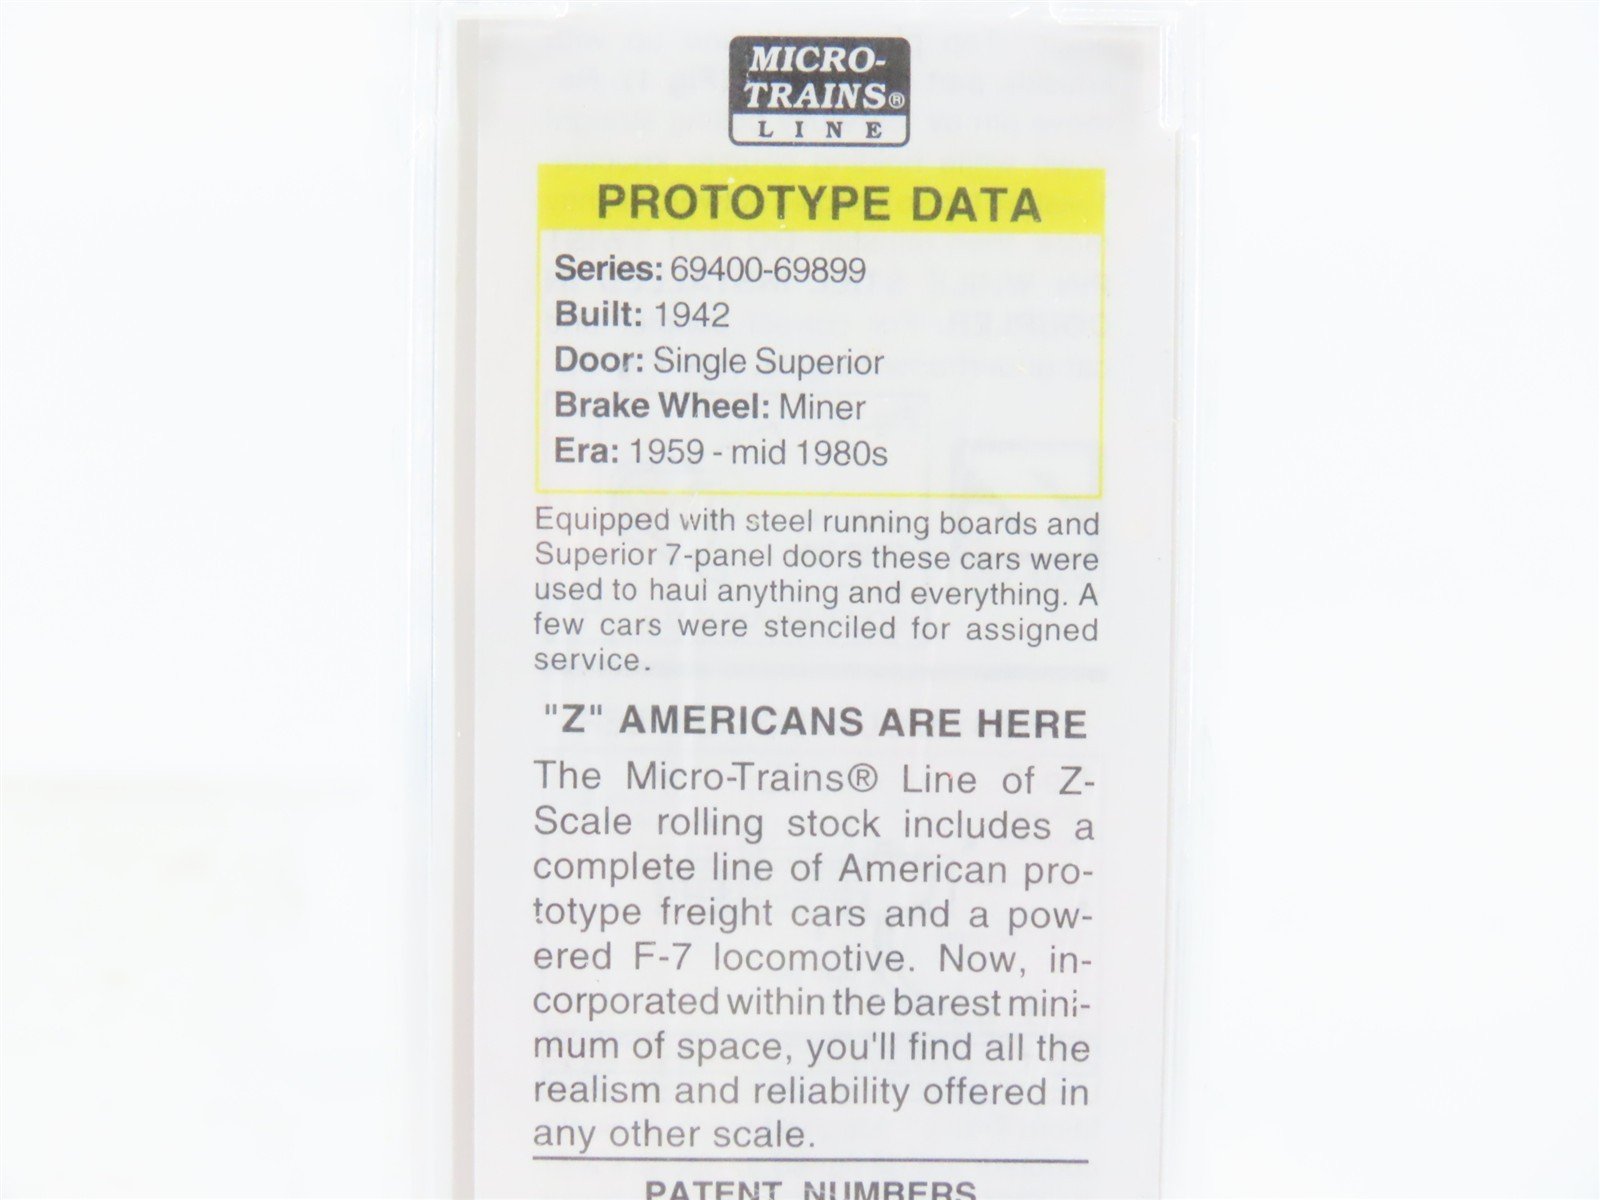 MICRO-
TRAINS®
LINE
PROTOTYPE DATA
Series: 69400-69899
Built: 1942
Door: Single Superior
Brake Wheel: Miner
Era: 1959 - mid 1980s
Equipped with steel running boards and
Superior 7-panel doors these cars were
used to haul anything and everything. A
few cars were stenciled for assigned
service.
"Z" AMERICANS ARE HERE
The Micro-Trains® Line of Z-
Scale rolling stock includes a
complete line of American pro-
totype freight cars and a pow-
ered F-7 locomotive. Now, in-
corporated within the barest mini-
mum of space, you'll find all the
realism and reliability offered in
any other scale.
PATENT NUMBERS